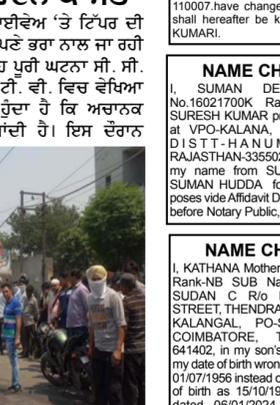 ਾਈਵੇਅ 'ਤੇ ਟਿੱਪਰ ਦੀ
ਪਣੇ ਭਰਾ ਨਾਲ ਜਾ ਰਹੀ
ਹ ਪੂਰੀ ਘਟਨਾ ਸੀ. ਸੀ.
ਟੀ. ਵੀ. ਵਿਚ ਵੇਖਿਆ
ਹੁੰਦਾ ਹੈ ਕਿ ਅਚਾਨਕ
ਾਂਦੀ ਹੈ। ਇਸ ਦੌਰਾਨ
110007.have change
shall hereafter be k
KUMARI.
NAME CH
I, SUMAN DE
No.16021700K Ra
SURESH KUMAR p
at VPO-KALANA,
DISTT-HANUM
RAJASTHAN-33550
my name from SU
SUMAN HUDDA fo
poses vide Affidavit D
before Notary Public,
NAME CH
I, KATHANA Mother
Rank-NB SUB Na
SUDAN C R/o
STREET, THENDRA
KALANGAL, PO-S
COIMBATORE, T
641402, in my son's
my date of birth wron
01/07/1956 instead o
of birth as 15/10/19
dated 06/01/2024